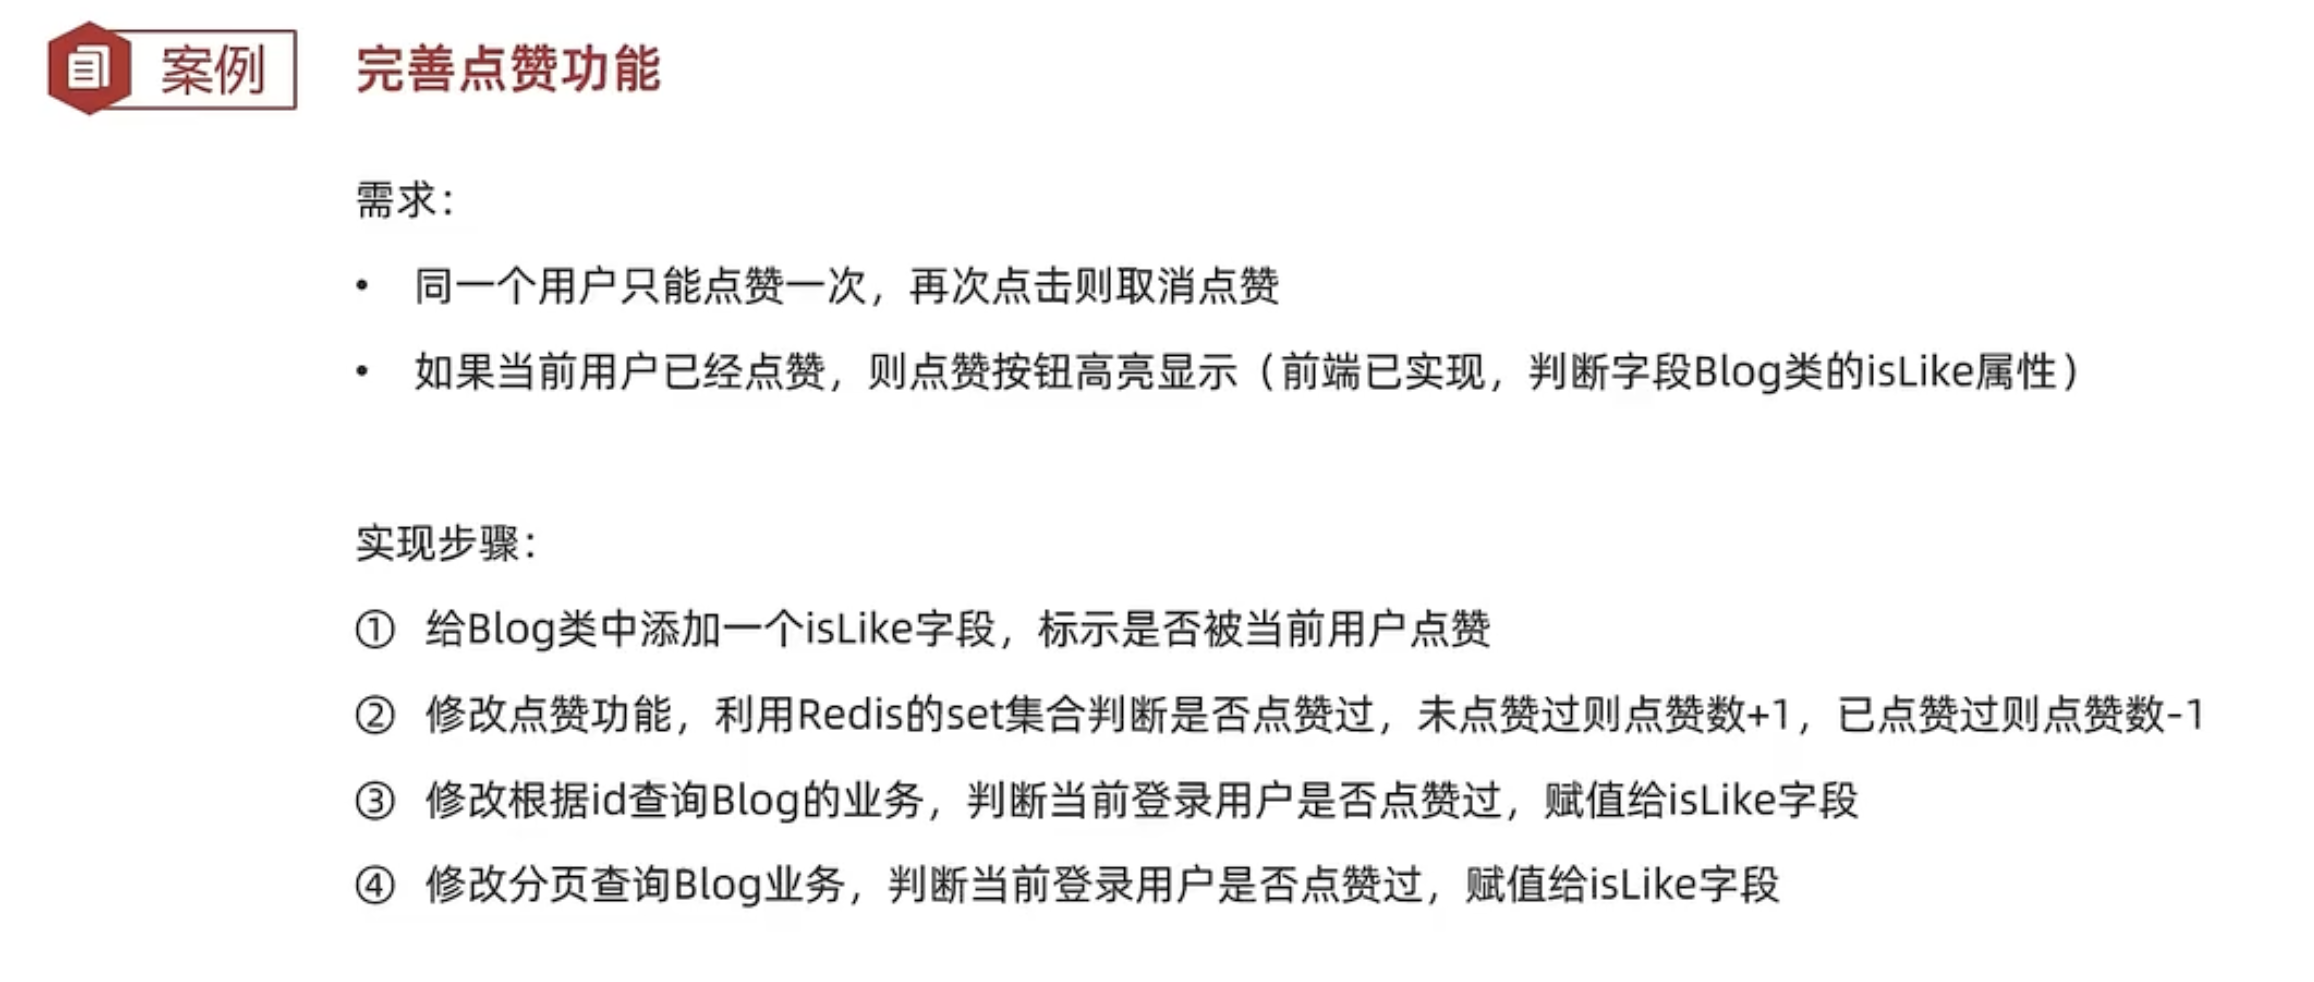 案例
完善点赞功能
需求：
• 同一个用户只能点赞一次，再次点击则取消点赞
• 如果当前用户已经点赞，则点赞按钮高亮显示（前端已实现，判断字段Blog类的isLike属性）
实现步骤：
① 给Blog类中添加一个isLike字段，标示是否被当前用户点赞
② 修改点赞功能，利用Redis的set集合判断是否点赞过，未点赞过则点赞数+1，已点赞过则点赞数-1
③ 修改根据id查询Blog的业务，判断当前登录用户是否点赞过，赋值给isLike字段
④ 修改分页查询Blog业务，判断当前登录用户是否点赞过，赋值给isLike字段